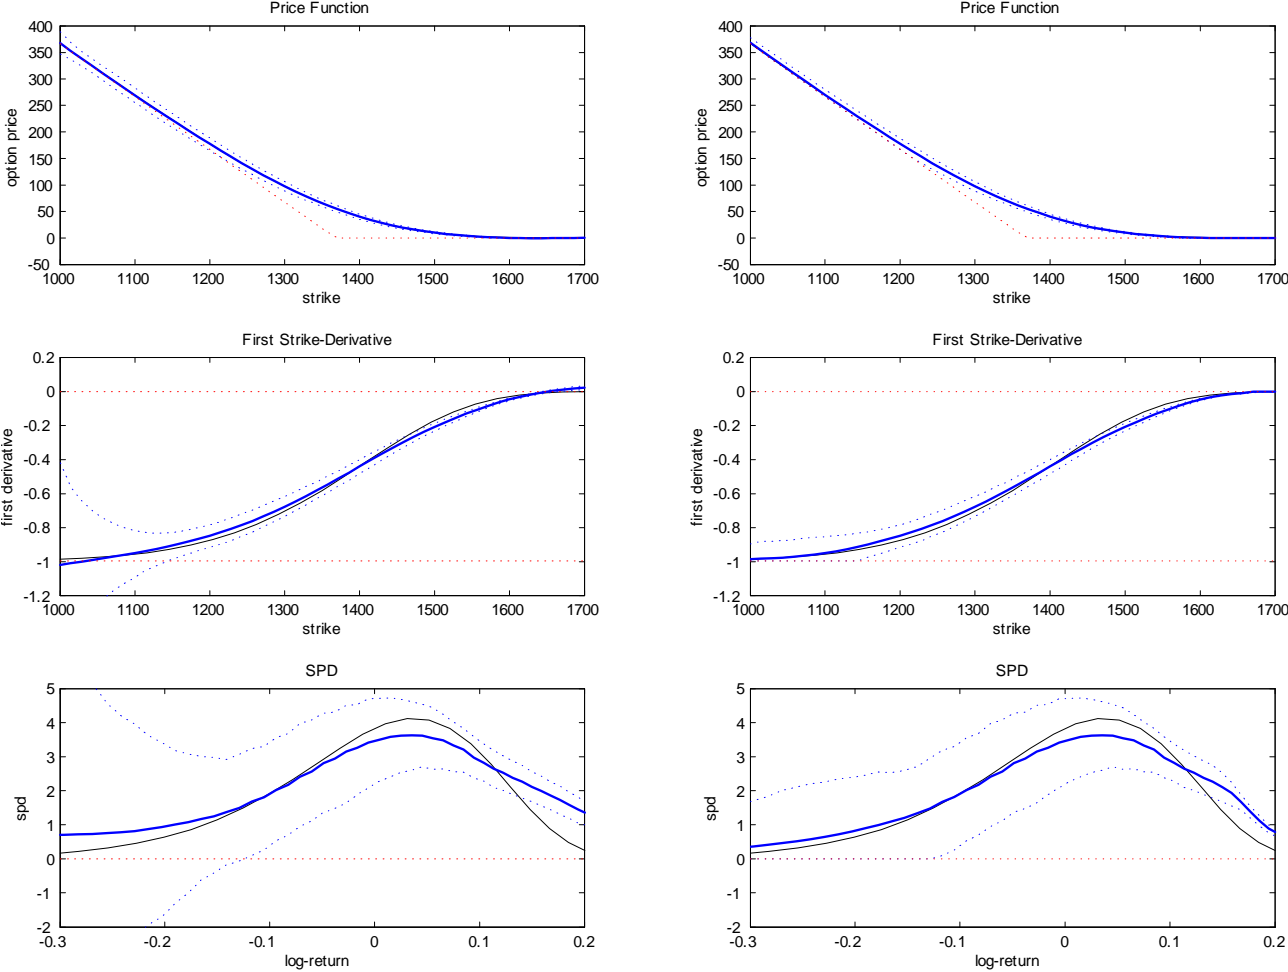 Price Function
Price Function
400
350
300
250
200
150
100
50
0
-50
option price
1000 1100 1200 1300 1400 1500 1600 1700
strike
400
350
300
250
200
150
100
50
0
-50
option price
1000 1100 1200 1300 1400 1500 1600 1700
strike
First Strike-Derivative
First Strike-Derivative
0.2
0
-0.2
-0.4
-0.6
-0.8
-1
-1.2
first derivative
1000 1100 1200 1300 1400 1500 1600 1700
strike
0.2
0
-0.2
-0.4
-0.6
-0.8
-1
-1.2
first derivative
1000 1100 1200 1300 1400 1500 1600 1700
strike
SPD
SPD
5
4
3
2
1
0
-1
-2
spd
-0.3 -0.2 -0.1 0 0.1 0.2
log-return
5
4
3
2
1
0
-1
-2
spd
-0.3 -0.2 -0.1 0 0.1 0.2
log-return